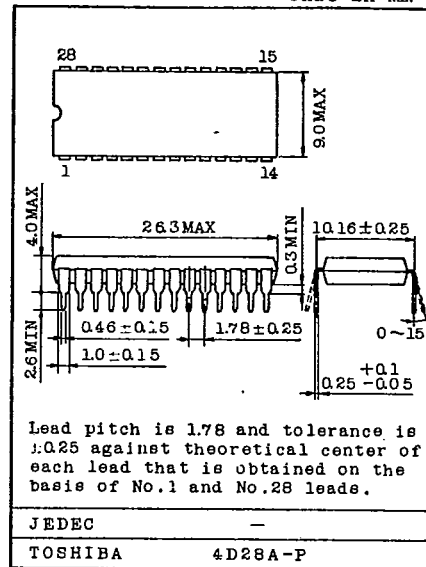 28 15
9.0MAX
1 14
4.0MAX
26.3MAX
0.3MIN
10.16±0.25
2.6MIN
0.46±0.15
1.78±0.25
0~15
1.0±0.15
+0.1
0.25 -0.05
Lead pitch is 1.78 and tolerance is
±0.25 against theoretical center of
each lead that is obtained on the
basis of No.1 and No.28 leads.
JEDEC —
TOSHIBA 4D28A-P